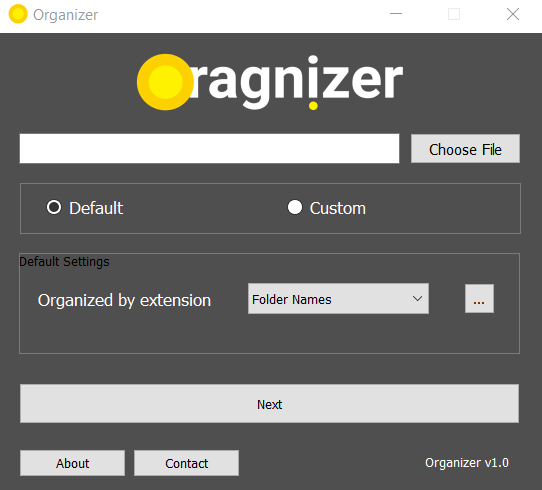 Organizer
Oragnizer
Choose File
Default Custom
Default Settings
Organized by extension Folder Names ...
Next
About Contact Organizer v1.0